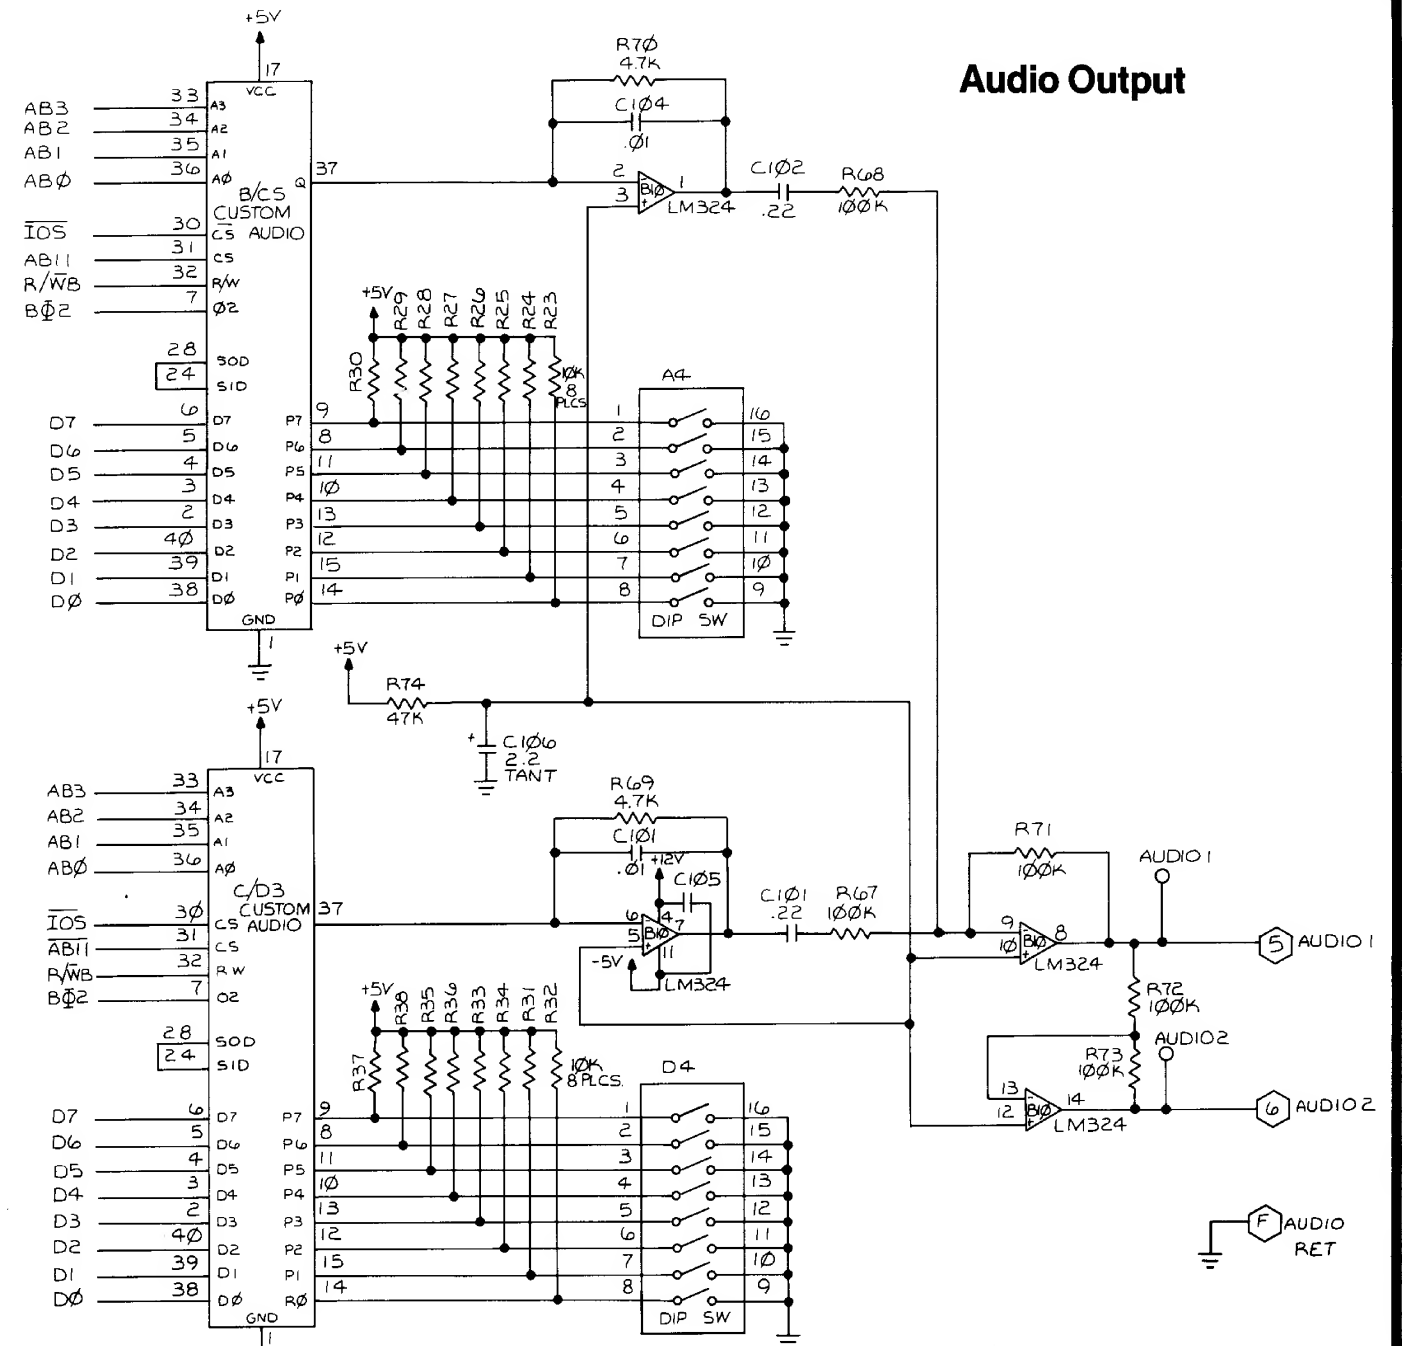 Audio Output
+5V
17
VCC
AB3 33 A3
AB2 34 A2
AB1 35 A1
ABØ 36 AØ
Q 37
B/CS
CUSTOM
AUDIO
I̅O̅S̅ 30 C̅S̅
AB11 31 CS
R/W̅B 32 R/W
BΦ2 7 Ø2
28 SOD
24 SID
D7 6 D7 P7 9
D6 5 D6 P6 8
D5 4 D5 P5 11
D4 3 D4 P4 1Ø
D3 2 D3 P3 13
D2 4Ø D2 P2 12
D1 39 D1 P1 15
DØ 38 DØ PØ 14
GND
1
+5V
R30
R29
R28
R27
R26
R25
R24
R23
1ØK
8
PLCS
A4
1 16
2 15
3 14
4 13
5 12
6 11
7 1Ø
8 9
DIP SW
R7Ø
4.7K
C1Ø4
.Ø1
2 - B1Ø 1
3 +
LM324
C1Ø2
.22
R68
1ØØK
+5V
R74
47K
+ C1Ø6
2.2
TANT
+5V
17
VCC
AB3 33 A3
AB2 34 A2
AB1 35 A1
ABØ 36 AØ
37
C/D3
CUSTOM
AUDIO
I̅O̅S̅ 3Ø CS
A̅B̅1̅1̅ 31 CS
R/W̅B 32 RW
BΦ2 7 O2
28 SOD
24 SID
D7 6 D7 P7 9
D6 5 D6 P6 8
D5 4 D5 P5 11
D4 3 D4 P4 1Ø
D3 2 D3 P3 13
D2 4Ø D2 P2 12
D1 39 D1 P1 15
DØ 38 DØ RØ 14
GND
1
+5V
R37
R38
R35
R36
R33
R34
R31
R32
1ØK
8 PLCS.
D4
1 16
2 15
3 14
4 13
5 12
6 11
7 1Ø
8 9
DIP SW
R69
4.7K
C1Ø1
.Ø1
+12V
C1Ø5
6 - 4 7
5 + B1Ø
11
-5V
LM324
C1Ø1
.22
R67
1ØØK
R71
1ØØK
9 - B1Ø 8
1Ø +
LM324
AUDIO 1
5 AUDIO 1
R72
1ØØK
R73
1ØØK
AUDIO2
13 - B1Ø 14
12 +
LM324
6 AUDIO 2
F AUDIO
RET